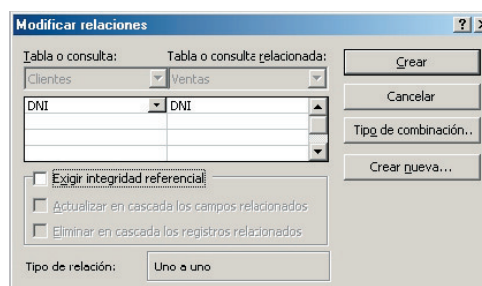 Modificar relaciones
Tabla o consulta: Tabla o consulta relacionada:
Clientes Ventas
DNI DNI
Crear
Cancelar
Tipo de combinación..
Crear nueva...
Exigir integridad referencial
Actualizar en cascada los campos relacionados
Eliminar en cascada los registros relacionados
Tipo de relación: Uno a uno